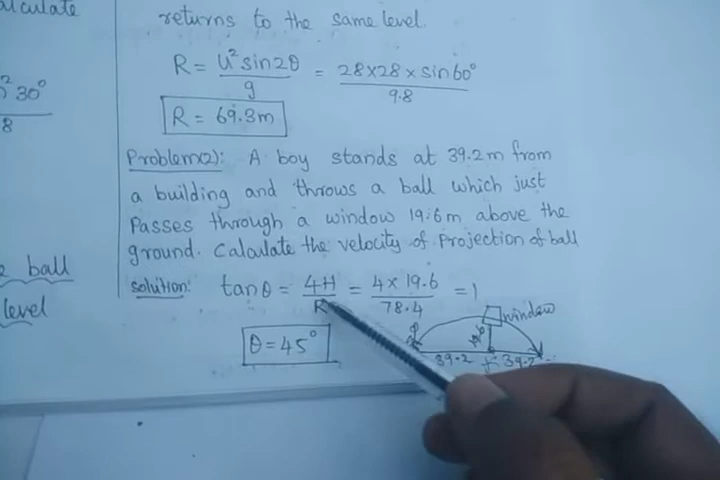 alculate
30°
8
e ball
level
returns to the same level.
R = u² sin2θ / g = 28×28 × sin60° / 9.8
R = 69.3m
Problem(2): A boy stands at 39.2m from
a building and throws a ball which just
Passes through a window 19.6m above the
ground. Calculate the velocity of projection of ball
solution: tanθ = 4H / R = 4 × 19.6 / 78.4 = 1
window
θ = 45°
39.2
39.2